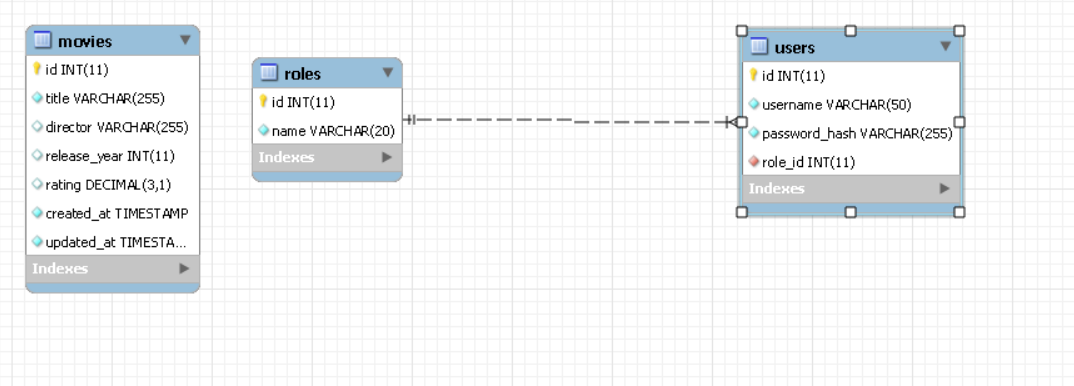 movies
id INT(11)
title VARCHAR(255)
director VARCHAR(255)
release_year INT(11)
rating DECIMAL(3,1)
created_at TIMESTAMP
updated_at TIMESTA...
Indexes
roles
id INT(11)
name VARCHAR(20)
Indexes
users
id INT(11)
username VARCHAR(50)
password_hash VARCHAR(255)
role_id INT(11)
Indexes